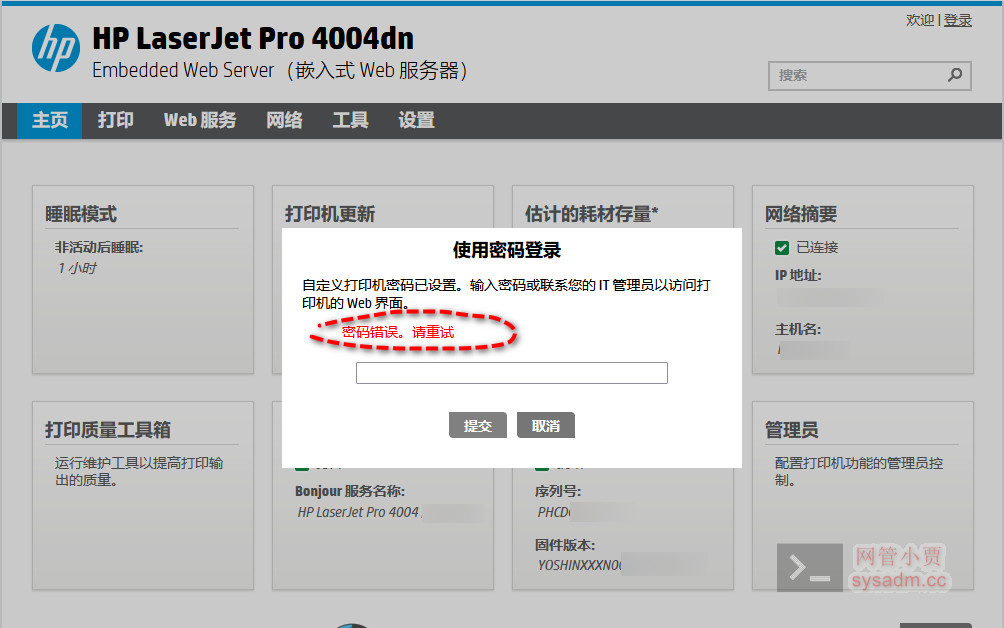 欢迎 | 登录
hp
HP LaserJet Pro 4004dn
Embedded Web Server（嵌入式 Web 服务器）
搜索
主页 打印 Web 服务 网络 工具 设置
睡眠模式
非活动后睡眠:
1 小时
打印机更新
估计的耗材存量*
网络摘要
已连接
IP 地址:
主机名:
使用密码登录
自定义打印机密码已设置。输入密码或联系您的 IT 管理员以访问打
印机的 Web 界面。
密码错误。请重试
提交 取消
打印质量工具箱
运行维护工具以提高打印输
出的质量。
Bonjour 服务名称:
HP LaserJet Pro 4004
序列号:
固件版本:
管理员
配置打印机功能的管理员控
制。
网管小贾
sysadm.cc